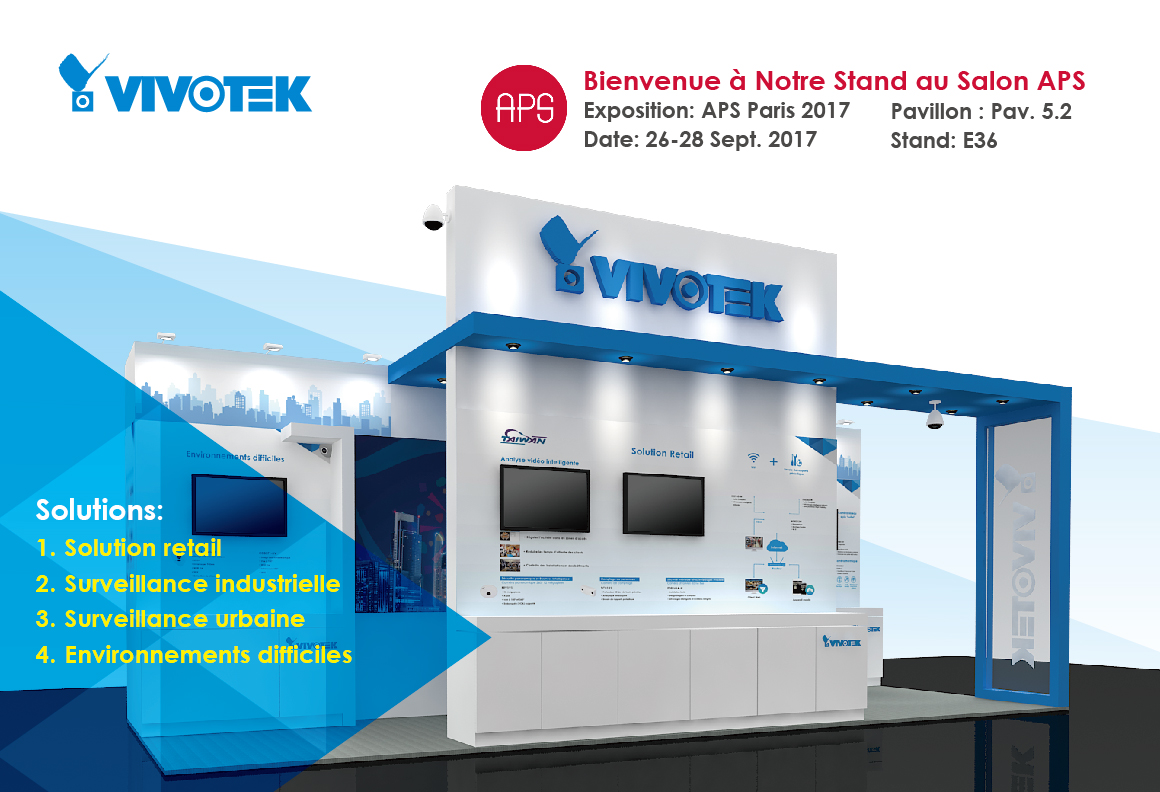 VIVOTEK
APS
Bienvenue à Notre Stand au Salon APS
Exposition: APS Paris 2017
Pavillon : Pav. 5.2
Date: 26-28 Sept. 2017
Stand: E36
VIVOTEK
TAIWAN
Environnements difficiles
Analyse vidéo intelligente
Solution Retail
Solutions:
1. Solution retail
2. Surveillance industrielle
3. Surveillance urbaine
4. Environnements difficiles
VIVOTEK
VIVOTEK
VIVOTEK